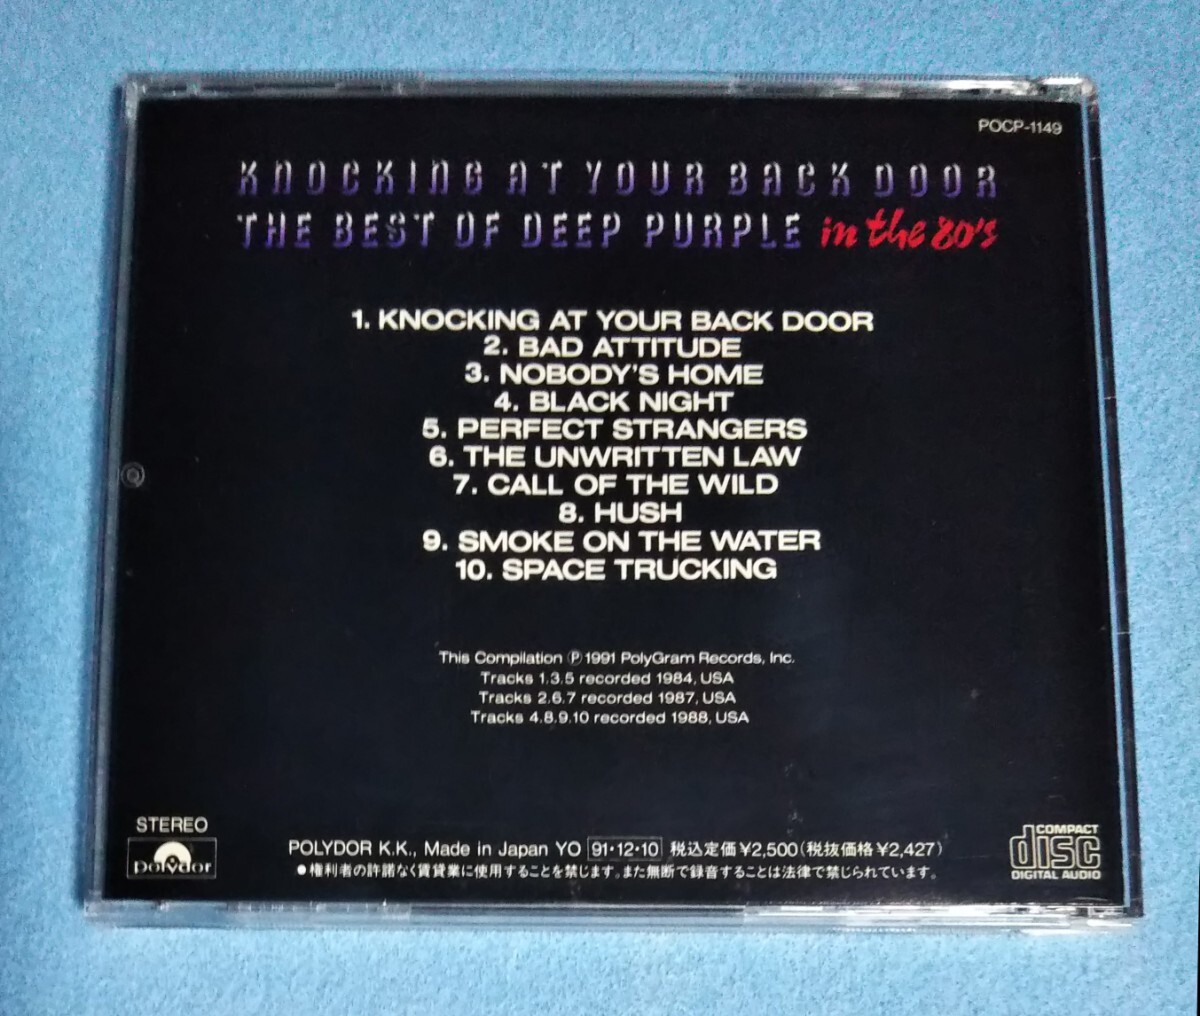 POCP-1149
KNOCKING AT YOUR BACK DOOR
THE BEST OF DEEP PURPLE in the 80's
1. KNOCKING AT YOUR BACK DOOR
2. BAD ATTITUDE
3. NOBODY'S HOME
4. BLACK NIGHT
5. PERFECT STRANGERS
6. THE UNWRITTEN LAW
7. CALL OF THE WILD
8. HUSH
9. SMOKE ON THE WATER
10. SPACE TRUCKING
This Compilation Ⓟ 1991 PolyGram Records, Inc.
Tracks 1.3.5 recorded 1984, USA
Tracks 2.6.7 recorded 1987, USA
Tracks 4.8.9.10 recorded 1988, USA
STEREO
polydor
POLYDOR K.K., Made in Japan YO 91·12·10 税込定価¥2,500(税抜価格¥2,427)
●権利者の許諾なく賃貸業に使用することを禁じます。また無断で録音することは法律で禁じられています。
COMPACT
disc
DIGITAL AUDIO